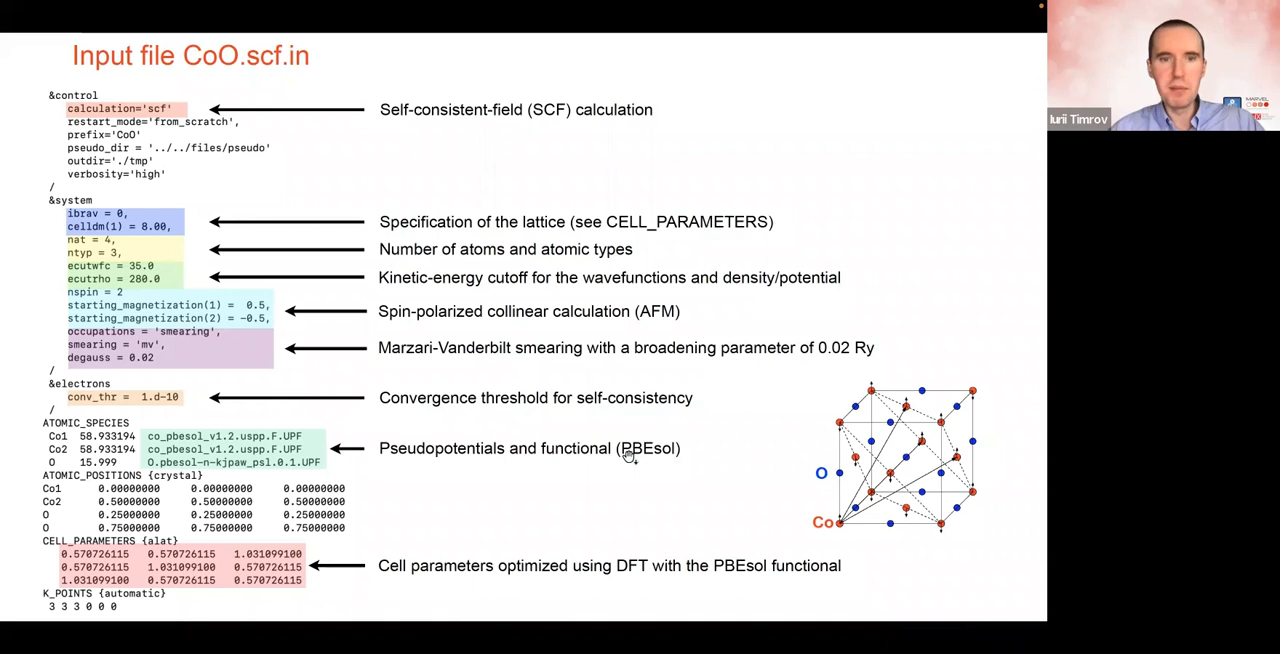 Input file CoO.scf.in
&control
calculation='scf'
restart_mode='from_scratch',
prefix='CoO'
pseudo_dir = '../../files/pseudo'
outdir='./tmp'
verbosity='high'
/
Self-consistent-field (SCF) calculation
&system
ibrav = 0,
celldm(1) = 8.00,
nat = 4,
ntyp = 3,
ecutwfc = 35.0
ecutrho = 280.0
nspin = 2
starting_magnetization(1) = 0.5,
starting_magnetization(2) = -0.5,
occupations = 'smearing',
smearing = 'mv',
degauss = 0.02
/
Specification of the lattice (see CELL_PARAMETERS)
Number of atoms and atomic types
Kinetic-energy cutoff for the wavefunctions and density/potential
Spin-polarized collinear calculation (AFM)
Marzari-Vanderbilt smearing with a broadening parameter of 0.02 Ry
&electrons
conv_thr = 1.d-10
/
Convergence threshold for self-consistency
ATOMIC_SPECIES
Co1 58.933194 co_pbesol_v1.2.uspp.F.UPF
Co2 58.933194 co_pbesol_v1.2.uspp.F.UPF
O 15.999 O.pbesol-n-kjpaw_psl.0.1.UPF
Pseudopotentials and functional (PBEsol)
ATOMIC_POSITIONS {crystal}
Co1 0.00000000 0.00000000 0.00000000
Co2 0.50000000 0.50000000 0.50000000
O 0.25000000 0.25000000 0.25000000
O 0.75000000 0.75000000 0.75000000
CELL_PARAMETERS {alat}
0.570726115 0.570726115 1.031099100
0.570726115 1.031099100 0.570726115
1.031099100 0.570726115 0.570726115
Cell parameters optimized using DFT with the PBEsol functional
K_POINTS {automatic}
3 3 3 0 0 0
O
Co
Iurii Timrov
MARVEL